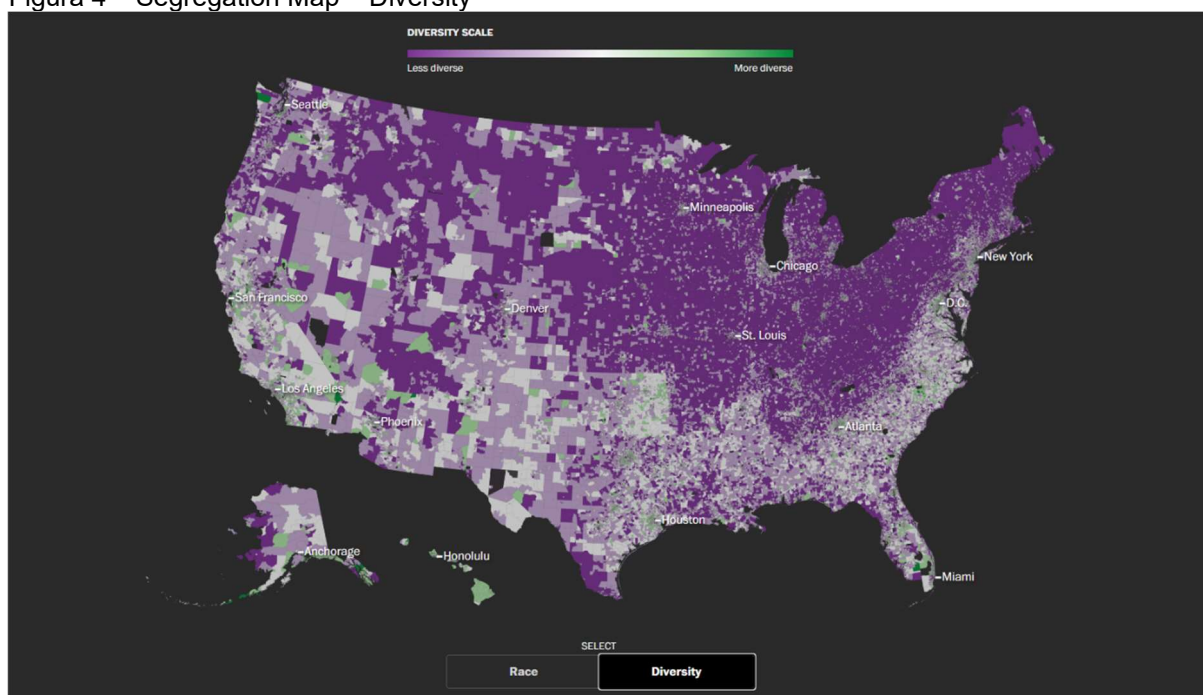 Figura 4 – Segregation Map – Diversity
DIVERSITY SCALE
Less diverse More diverse
Seattle
Minneapolis
New York
Chicago
San Francisco
D.C.
Denver
St. Louis
Los Angeles
Phoenix
Atlanta
Houston
Anchorage
Honolulu
Miami
SELECT
Race Diversity